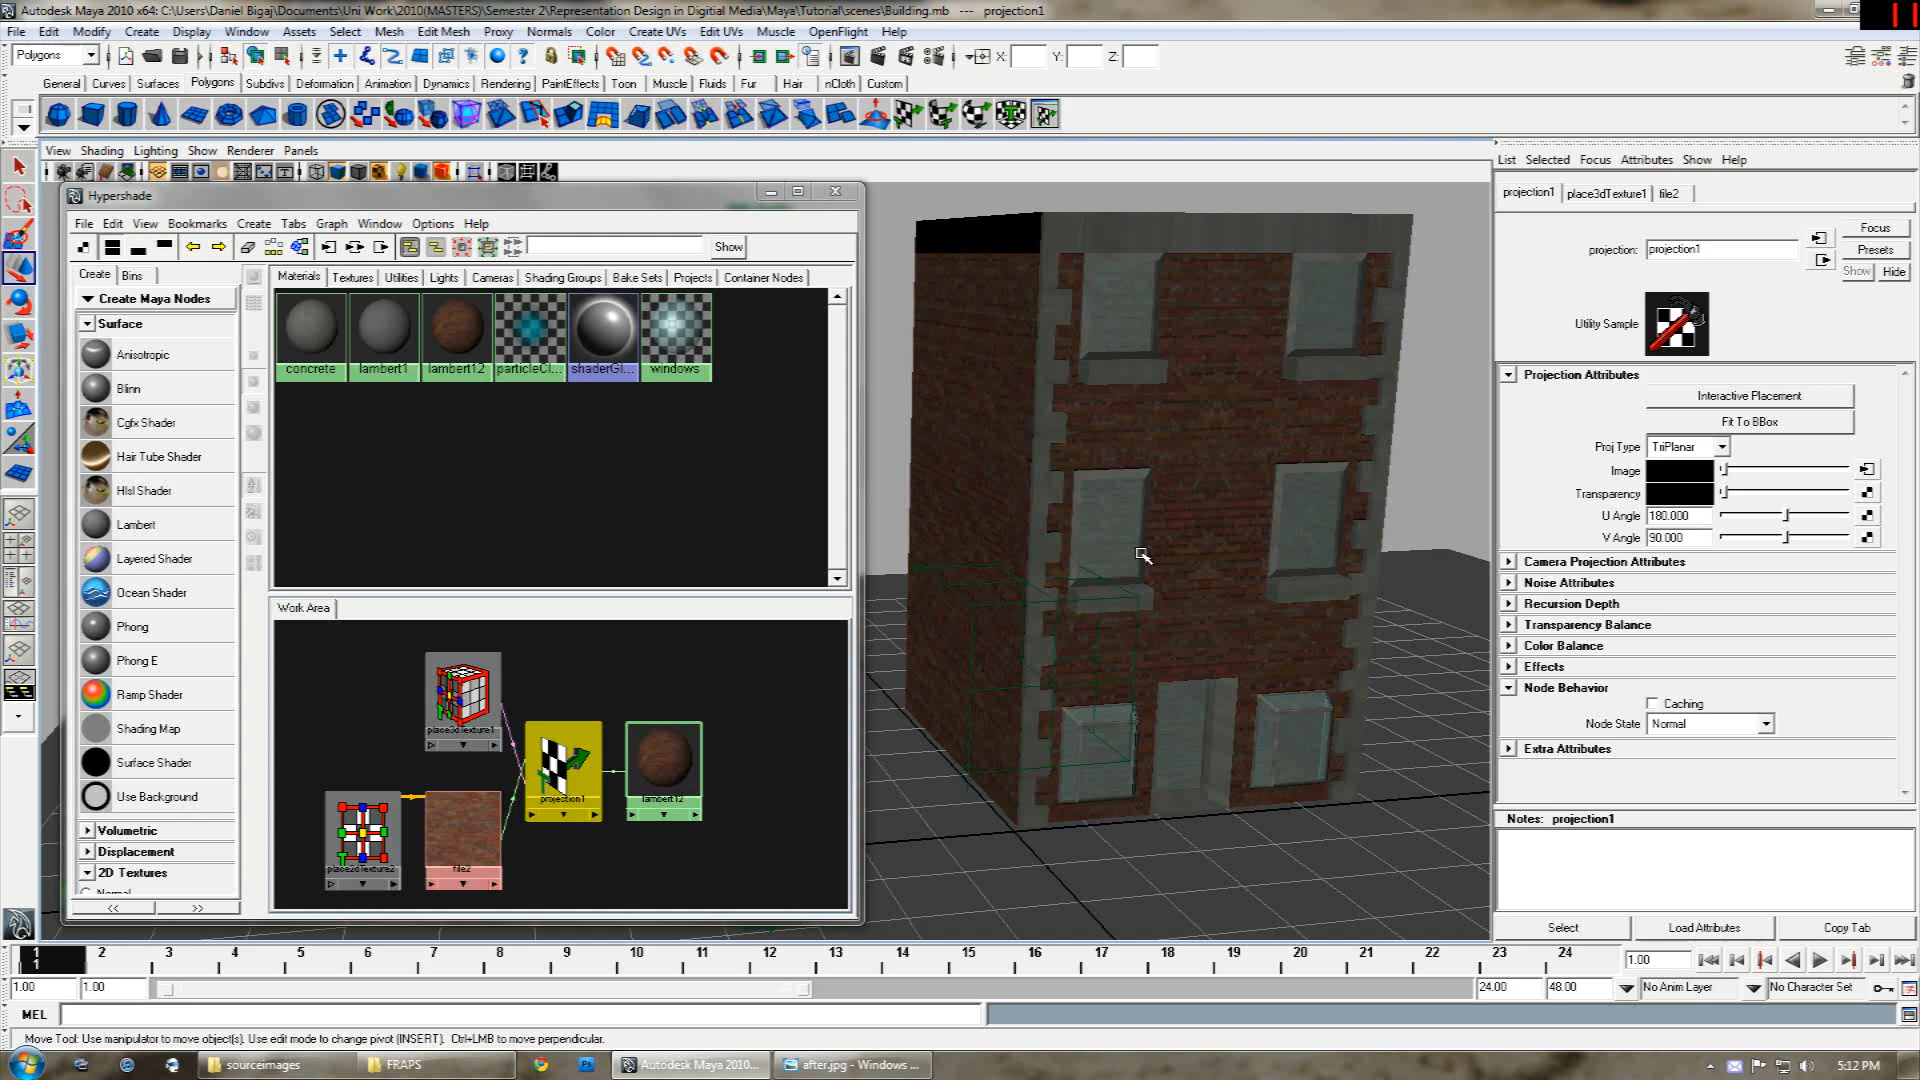 Autodesk Maya 2010 x64: C:\Users\Daniel Bigaj\Documents\Uni Work\2010(MASTERS)\Semester 2\Representation Design in Digitial Media\Maya\Tutorial\scenes\Building.mb --- projection1
File Edit Modify Create Display Window Assets Select Mesh Edit Mesh Proxy Normals Color Create UVs Edit UVs Muscle OpenFlight Help
Polygons X: Y: Z:
General Curves Surfaces Polygons Subdivs Deformation Animation Dynamics Rendering PaintEffects Toon Muscle Fluids Fur Hair nCloth Custom
View Shading Lighting Show Renderer Panels
Hypershade
File Edit View Bookmarks Create Tabs Graph Window Options Help
Show
Create Bins
Materials Textures Utilities Lights Cameras Shading Groups Bake Sets Projects Container Nodes
Create Maya Nodes
Surface
Anisotropic
Blinn
Cgfx Shader
Hair Tube Shader
Hlsl Shader
Lambert
Layered Shader
Ocean Shader
Phong
Phong E
Ramp Shader
Shading Map
Surface Shader
Use Background
Volumetric
Displacement
2D Textures
Normal
<< >>
concrete lambert1 lambert12 particleCl... shaderGl... windows
Work Area
place3dTexture1
projection1
lambert12
place2dTexture2
file2
List Selected Focus Attributes Show Help
projection1 place3dTexture1 file2
projection: projection1
Focus
Presets
Show Hide
Utility Sample
Projection Attributes
Interactive Placement
Fit To BBox
Proj Type TriPlanar
Image
Transparency
U Angle 180.000
V Angle 90.000
Camera Projection Attributes
Noise Attributes
Recursion Depth
Transparency Balance
Color Balance
Effects
Node Behavior
Caching
Node State Normal
Extra Attributes
Notes: projection1
Select Load Attributes Copy Tab
1 2 3 4 5 6 7 8 9 10 11 12 13 14 15 16 17 18 19 20 21 22 23 24
1
1.00
1.00 1.00 24.00 48.00 No Anim Layer No Character Set
MEL
Move Tool: Use manipulator to move object(s). Use edit mode to change pivot (INSERT). Ctrl+LMB to move perpendicular.
sourceimages FRAPS Ps Autodesk Maya 2010... after.jpg - Windows ... 5:12 PM